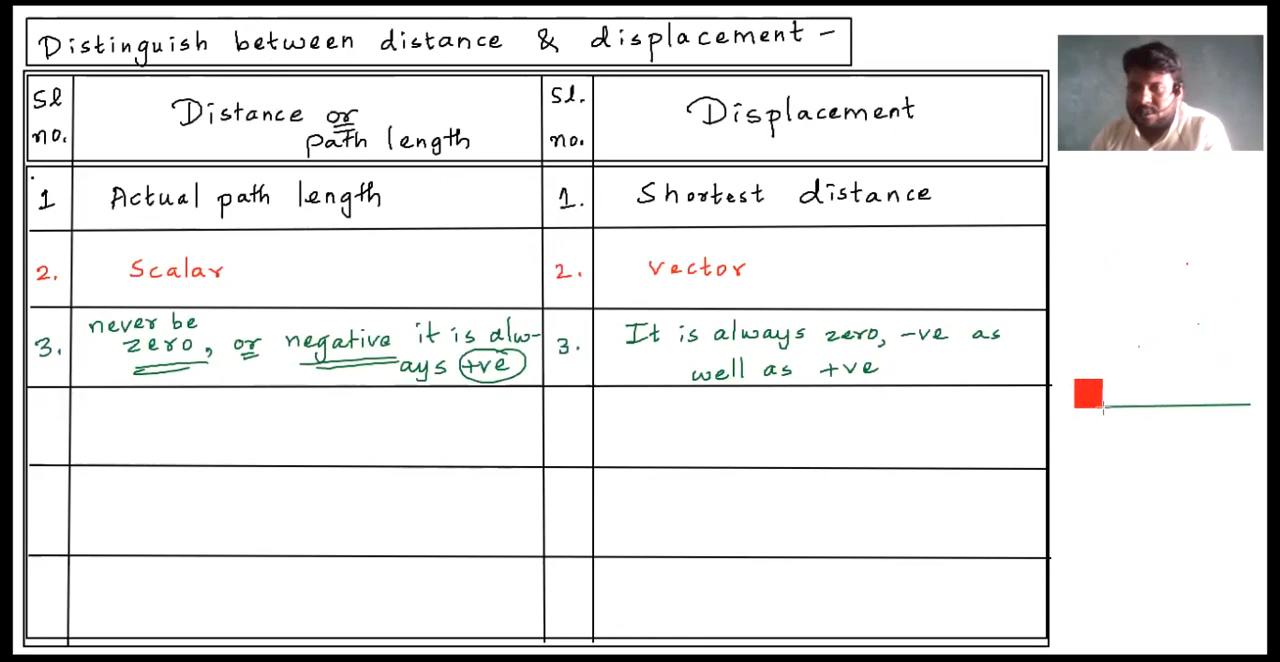 Distinguish between distance & displacement -
Sl no.
Distance or path length
Sl. no.
Displacement
1
Actual path length
1.
Shortest distance
2.
Scalar
2.
Vector
3.
never be
zero, or negative it is alw-
ays +ve
3.
It is always zero, -ve as
well as +ve